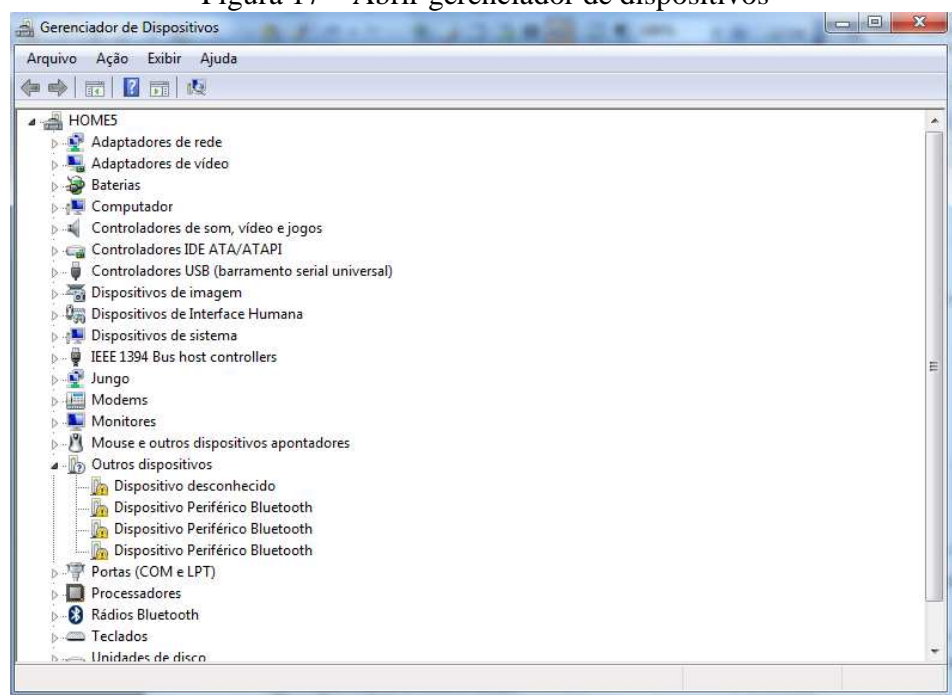 Figura 17 – Abrir gerenciador de dispositivos
Gerenciador de Dispositivos
Arquivo Ação Exibir Ajuda
HOME5
Adaptadores de rede
Adaptadores de vídeo
Baterias
Computador
Controladores de som, vídeo e jogos
Controladores IDE ATA/ATAPI
Controladores USB (barramento serial universal)
Dispositivos de imagem
Dispositivos de Interface Humana
Dispositivos de sistema
IEEE 1394 Bus host controllers
Jungo
Modems
Monitores
Mouse e outros dispositivos apontadores
Outros dispositivos
Dispositivo desconhecido
Dispositivo Periférico Bluetooth
Dispositivo Periférico Bluetooth
Dispositivo Periférico Bluetooth
Portas (COM e LPT)
Processadores
Rádios Bluetooth
Teclados
Unidades de disco